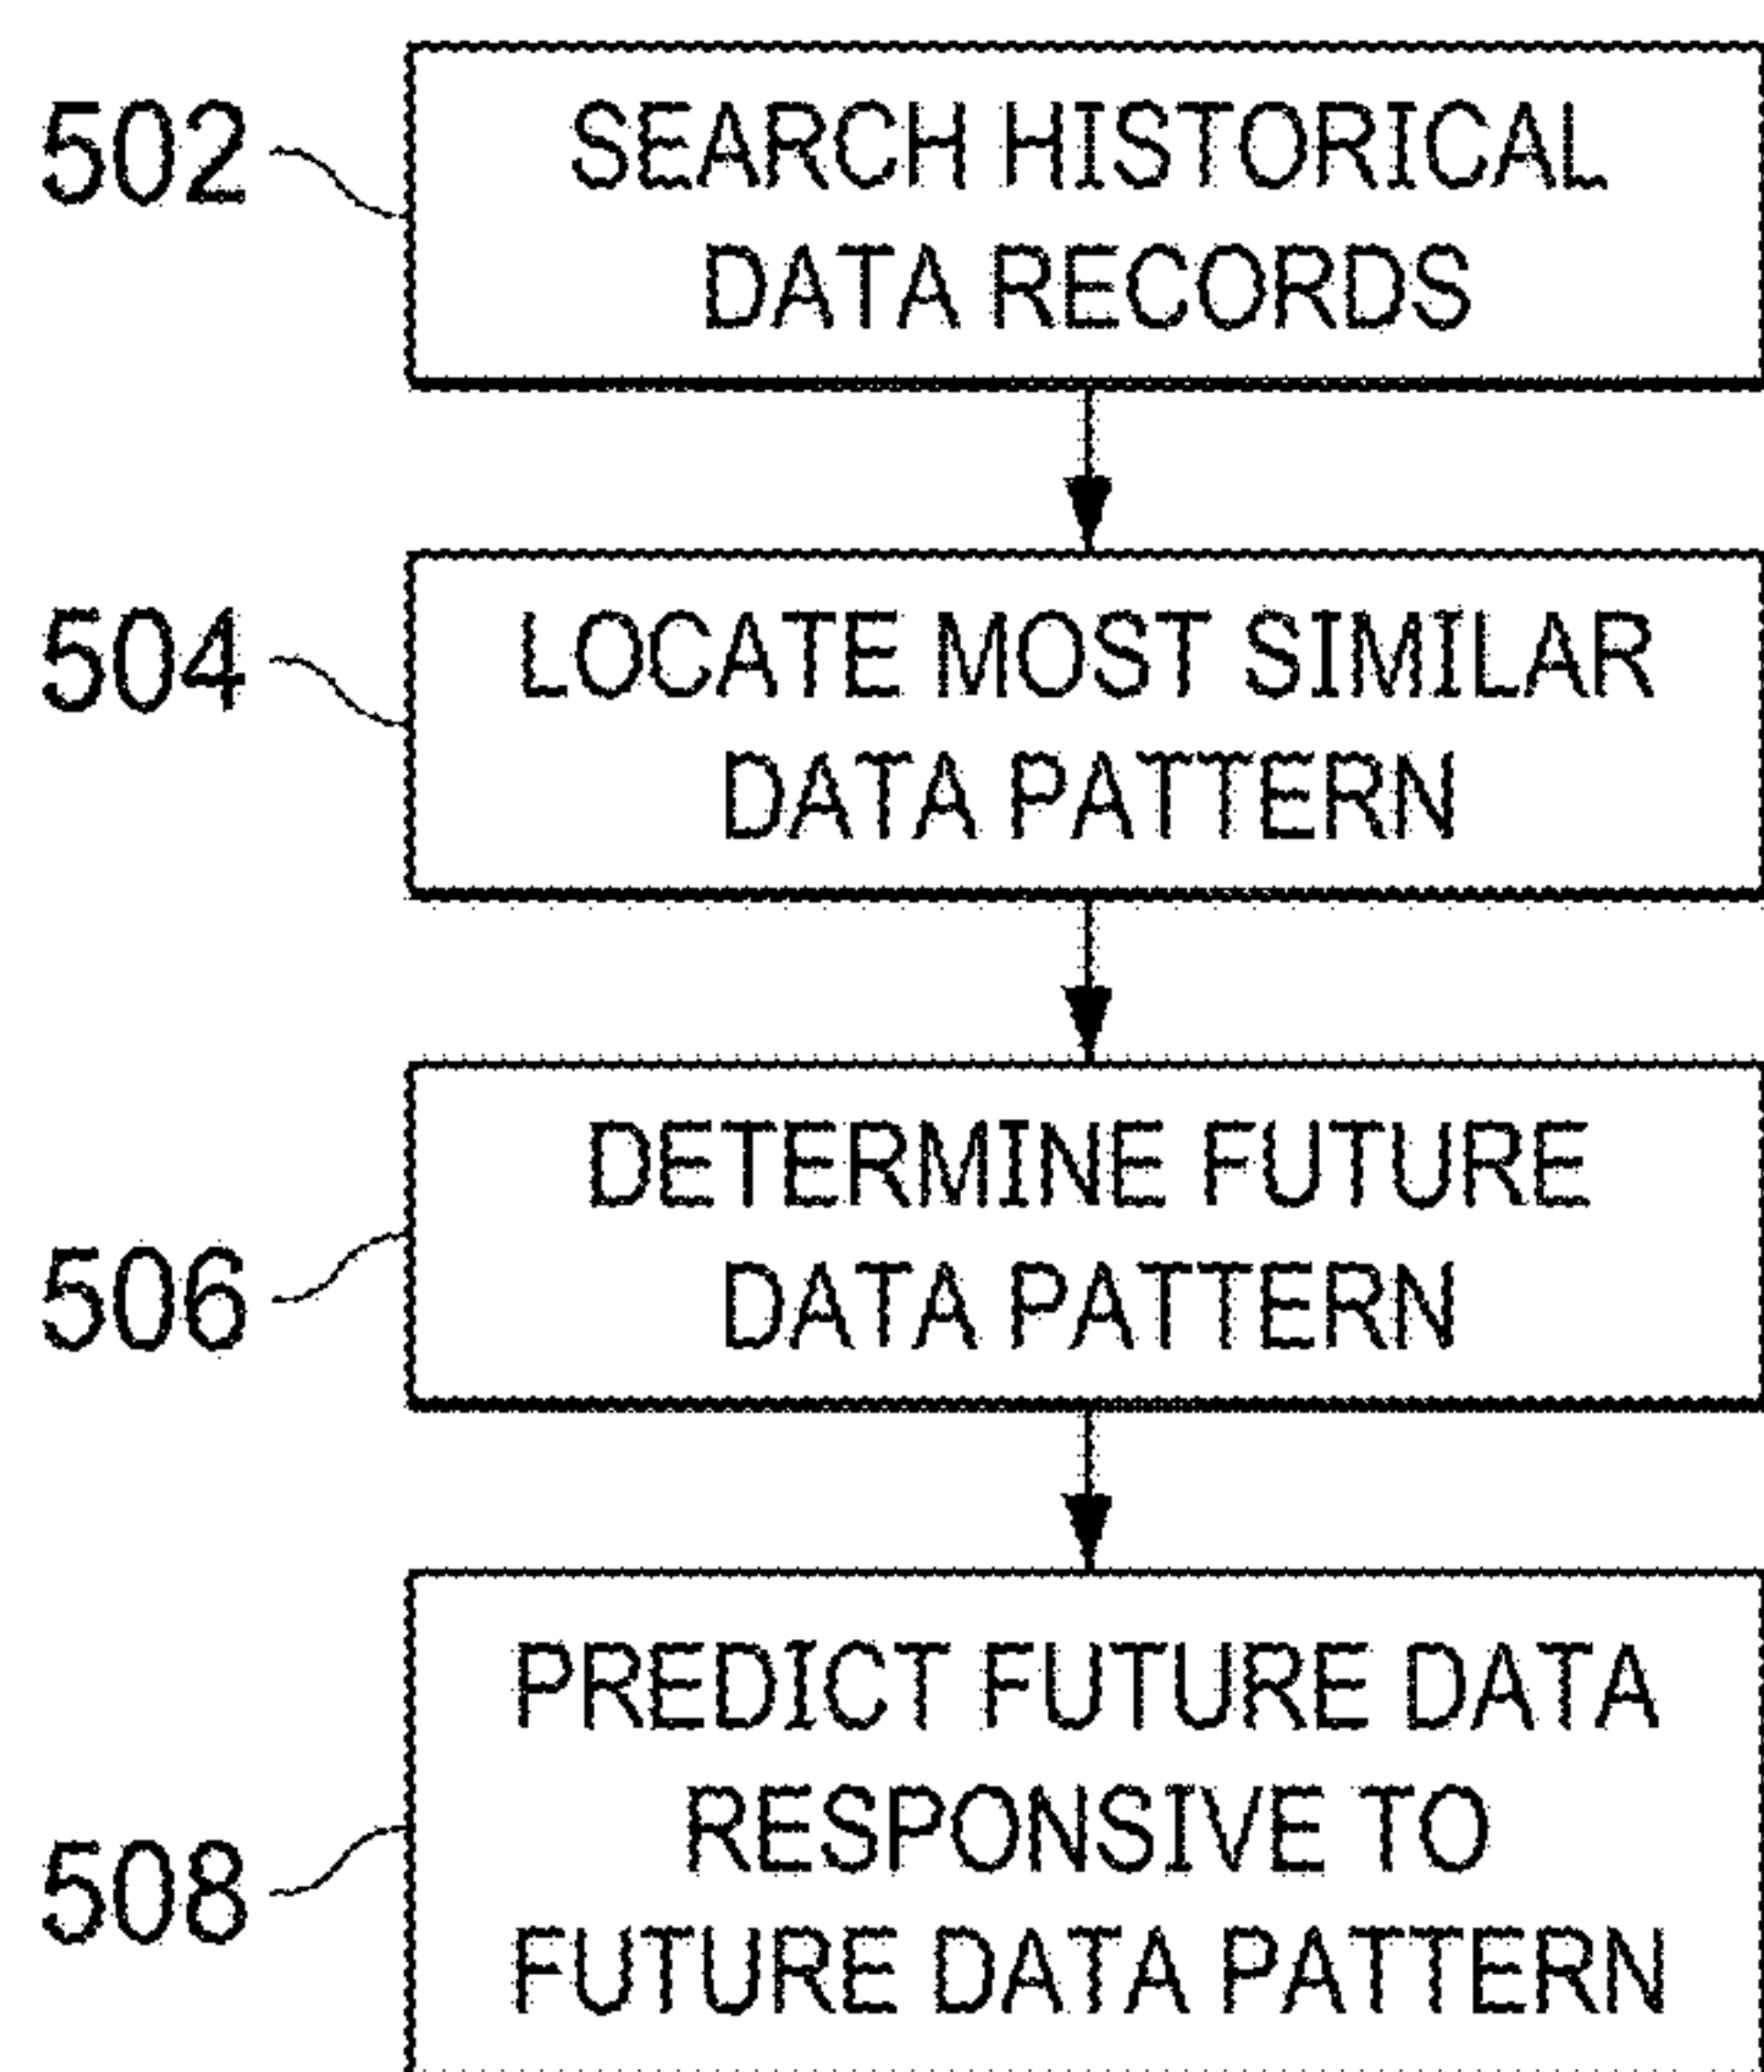 502
SEARCH HISTORICAL
DATA RECORDS
504
LOCATE MOST SIMILAR
DATA PATTERN
506
DETERMINE FUTURE
DATA PATTERN
508
PREDICT FUTURE DATA
RESPONSIVE TO
FUTURE DATA PATTERN